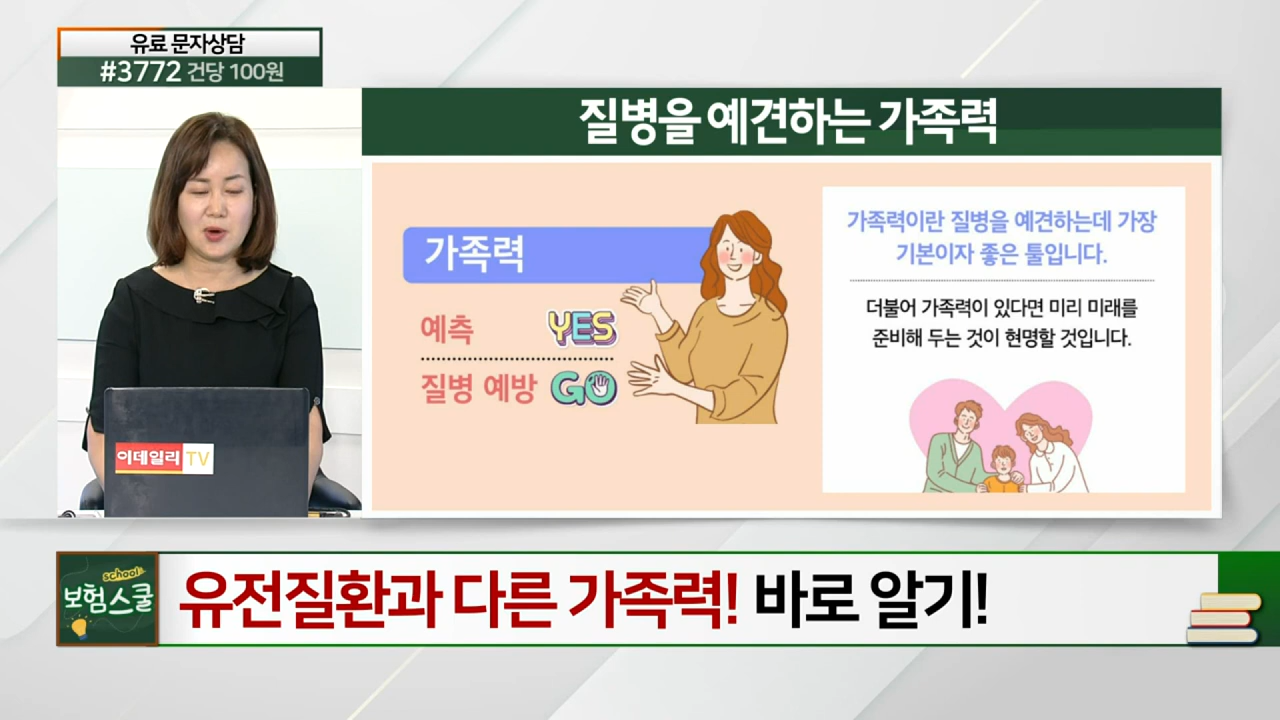 유료 문자상담
#3772 건당 100원
질병을 예견하는 가족력
가족력
예측 YES
질병 예방 GO
가족력이란 질병을 예견하는데 가장
기본이자 좋은 툴입니다.
더불어 가족력이 있다면 미리 미래를
준비해 두는 것이 현명할 것입니다.
이데일리 TV
school
보험스쿨
유전질환과 다른 가족력! 바로 알기!